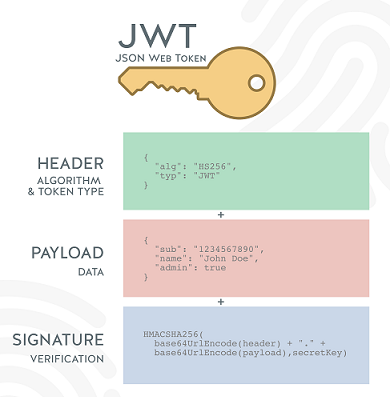 JWT
JSON WEB TOKEN
HEADER
ALGORITHM
& TOKEN TYPE
{
"alg": "HS256",
"typ": "JWT"
}
+
PAYLOAD
DATA
{
"sub": "1234567890",
"name": "John Doe",
"admin": true
}
+
SIGNATURE
VERIFICATION
HMACSHA256(
base64UrlEncode(header) + "." +
base64UrlEncode(payload),secretKey)